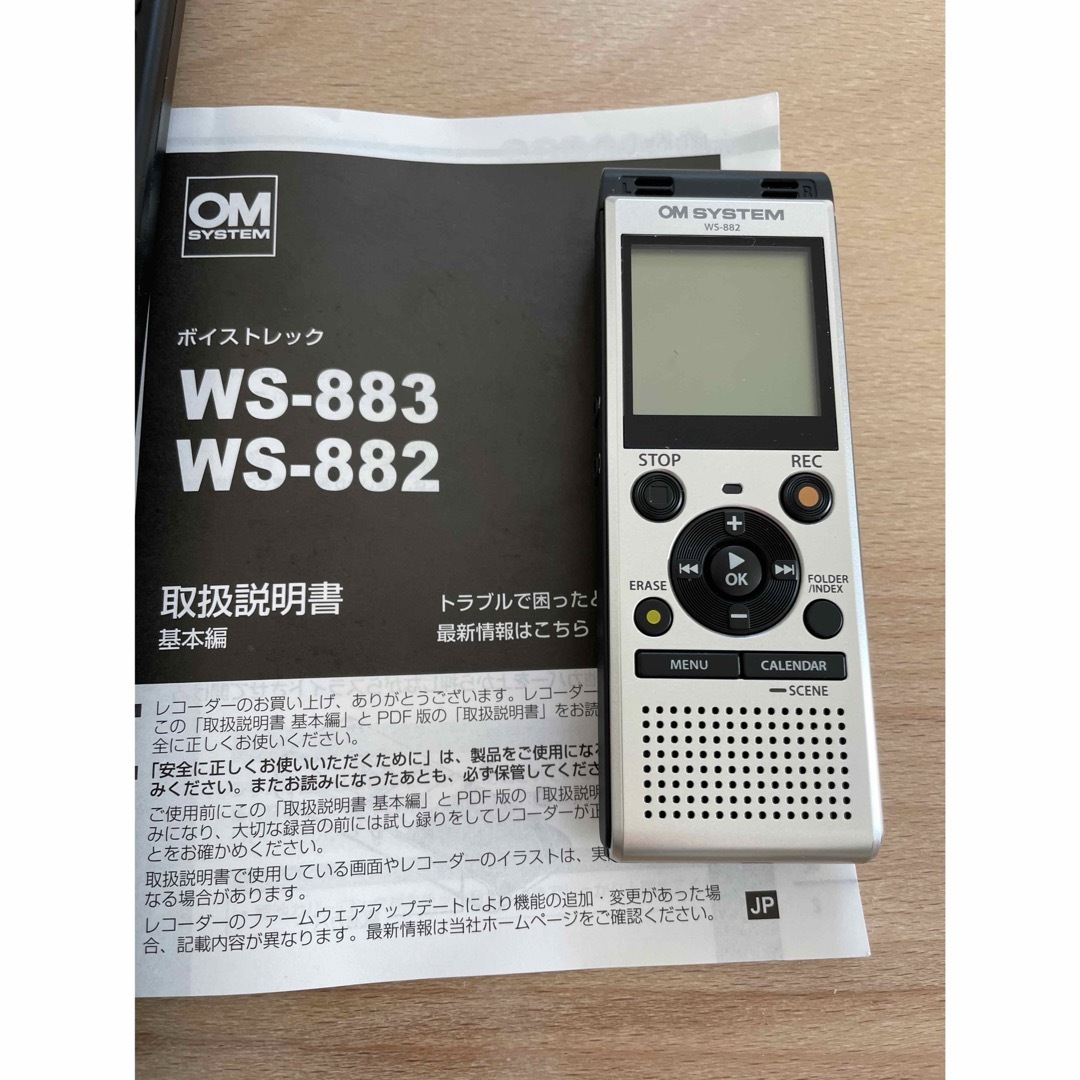 OM
SYSTEM
ボイストレック
WS-883
WS-882
取扱説明書
基本編
トラブルで困ったと
最新情報はこちら
レコーダーのお買い上げ、ありがとうございます。レコーダー
この「取扱説明書 基本編」と PDF 版の「取扱説明書」をお読
全に正しくお使いください。
「安全に正しくお使いいただくために」は、製品をご使用になる
みください。またお読みになったあとも、必ず保管してくださ
ご使用前にこの「取扱説明書 基本編」と PDF 版の「取扱説明
みになり、大切な録音の前には試し録りをしてレコーダーが正
とをお確かめください。
取扱説明書で使用している画面やレコーダーのイラストは、実
なる場合があります。
レコーダーのファームウェアアップデートにより機能の追加・変更があった場
合、記載内容が異なります。最新情報は当社ホームページをご確認ください。
JP
L R
OM SYSTEM
WS-882
STOP REC
+
OK
ERASE FOLDER
/INDEX
−
MENU CALENDAR
SCENE